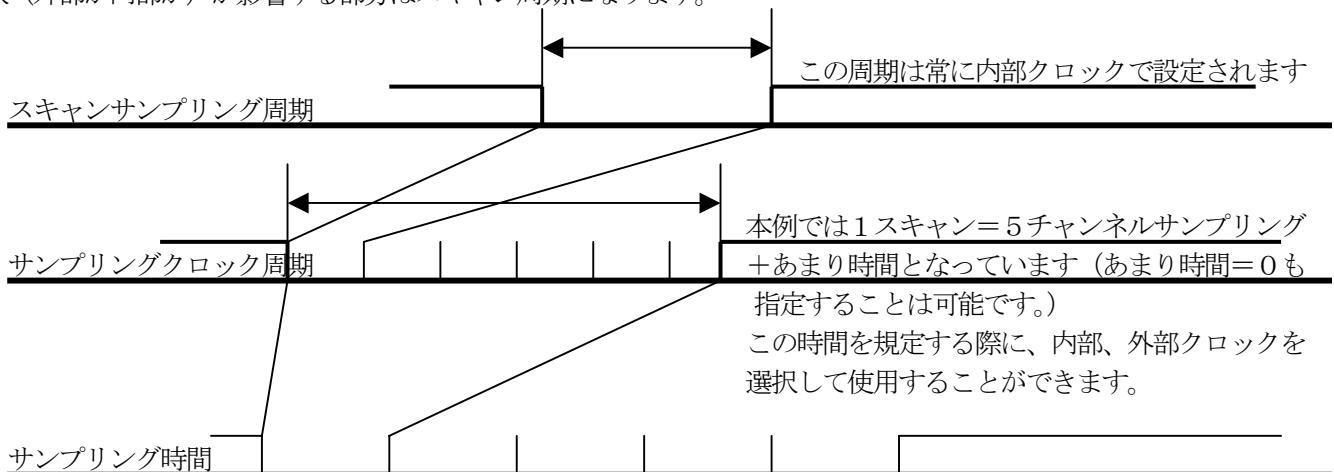 この周期は常に内部クロックで設定されます
スキャンサンプリング周期
本例では１スキャン＝５チャンネルサンプリング
サンプリングクロック周期
＋あまり時間となっています（あまり時間＝０も
指定することは可能です。）
この時間を規定する際に、内部、外部クロックを
選択して使用することができます。
サンプリング時間